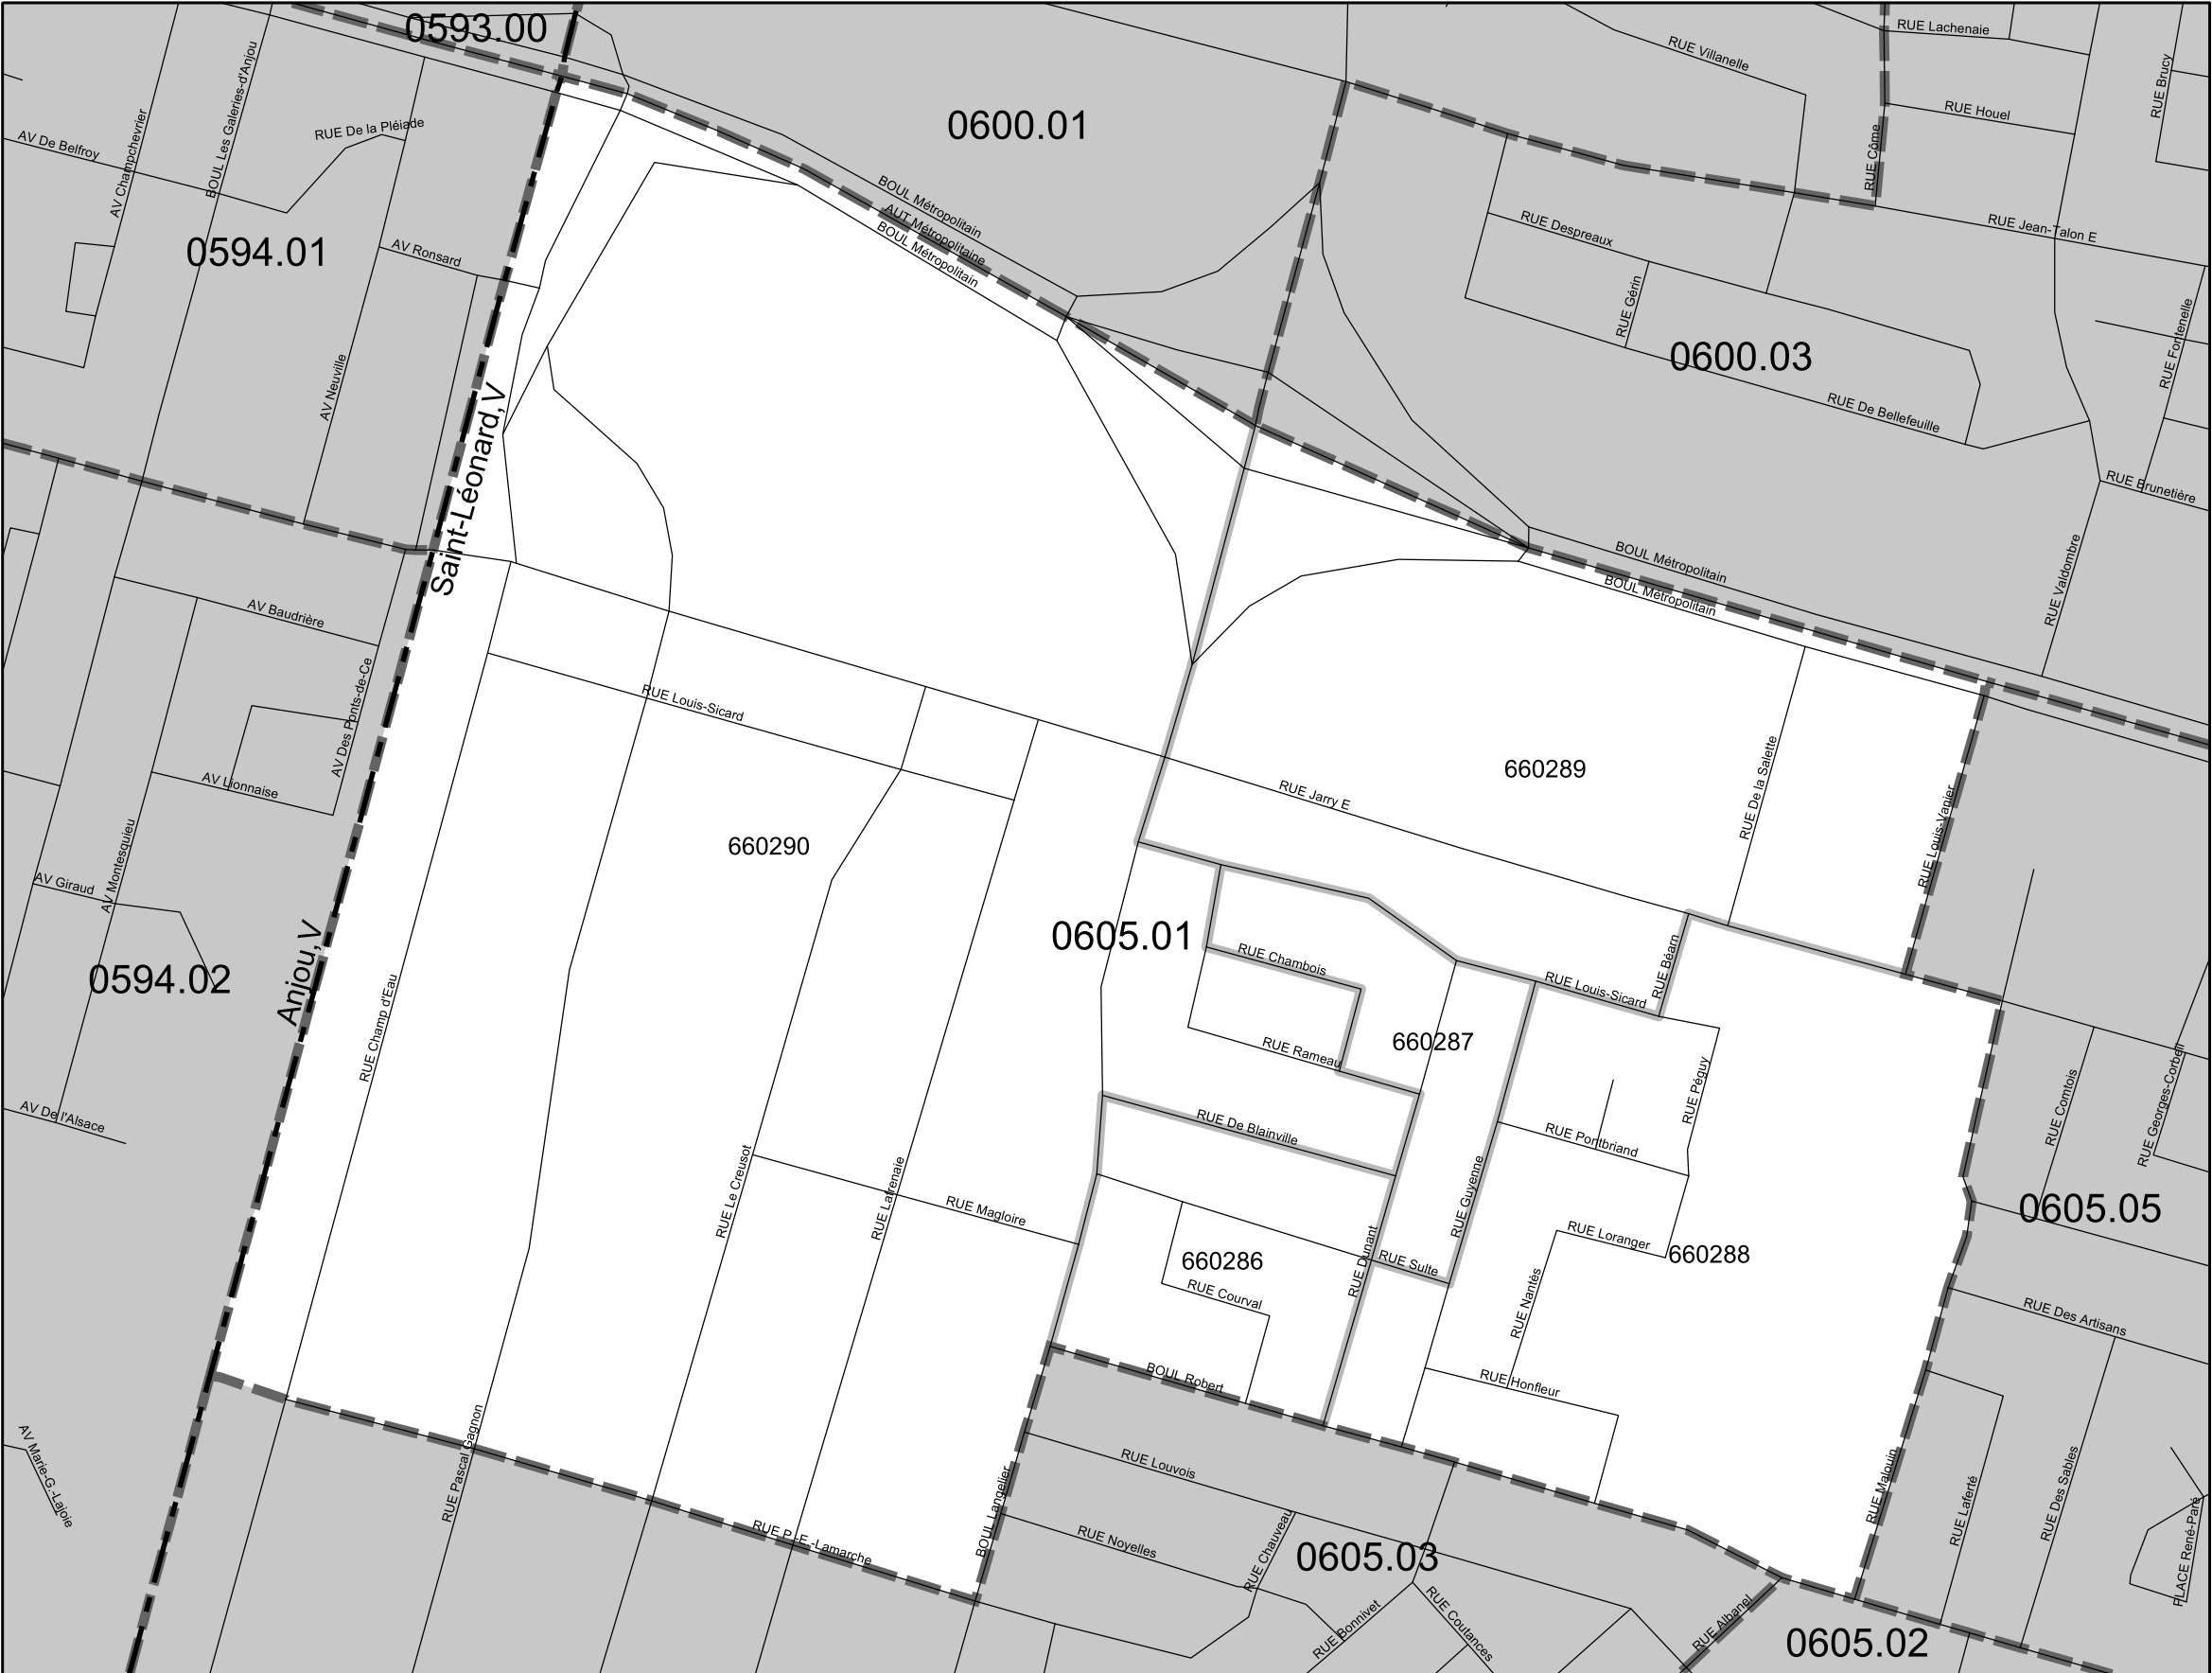 0593.00
RUE Lachenaie
RUE Villanelle
RUE Brucy
BOUL Les Galeries-d'Anjou
RUE Houel
0600.01
RUE De la Pléiade
AV Champchevrier
AV De Belfroy
RUE Côme
BOUL Métropolitain
AUT Métropolitaine
BOUL Métropolitain
RUE Despreaux
RUE Jean-Talon E
0594.01
AV Ronsard
RUE Gérin
RUE Fontenelle
0600.03
AV Neuville
RUE De Bellefeuille
Saint-Léonard,V
RUE Brunetière
BOUL Métropolitain
BOUL Métropolitain
RUE Valdombre
AV Baudrière
AV Des Ponts-de-Ce
RUE Louis-Sicard
660289
RUE De la Salette
RUE Jarry E
AV Lionnaise
660290
RUE Louis-Vanier
AV Montesquieu
AV Giraud
0605.01
Anjou,V
0594.02
RUE Chambois
RUE Béarn
RUE Louis-Sicard
RUE Champ d'Eau
660287
RUE Rameau
RUE Péguy
RUE Comtois
RUE Georges-Corbeil
AV De l'Alsace
RUE De Blainville
RUE Pontbriand
RUE Le Creusot
RUE Lafrenaie
RUE Magloire
RUE Guyenne
0605.05
RUE Loranger
660288
660286
RUE Dunant
RUE Sulte
RUE Courval
RUE Nantes
RUE Des Artisans
BOUL Robert
RUE Honfleur
AV Marie-G.-Lajoie
RUE Pascal Gagnon
RUE Louvois
BOUL Langelier
RUE Malouin
RUE Laferté
RUE Des Sables
RUE P.-E.-Lamarche
RUE Noyelles
RUE Chauveau
0605.03
PLACE René-Paré
RUE Bonnivet
RUE Coutances
RUE Albanel
0605.02